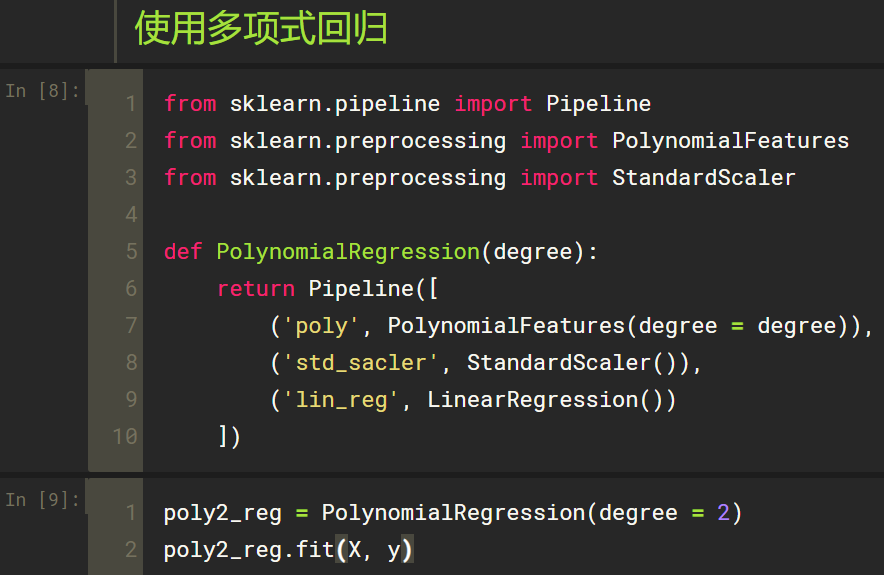 使用多项式回归
In [8]:
1 from sklearn.pipeline import Pipeline
2 from sklearn.preprocessing import PolynomialFeatures
3 from sklearn.preprocessing import StandardScaler
4
5 def PolynomialRegression(degree):
6     return Pipeline([
7         ('poly', PolynomialFeatures(degree = degree)),
8         ('std_sacler', StandardScaler()),
9         ('lin_reg', LinearRegression())
10     ])
In [9]:
1 poly2_reg = PolynomialRegression(degree = 2)
2 poly2_reg.fit(X, y)